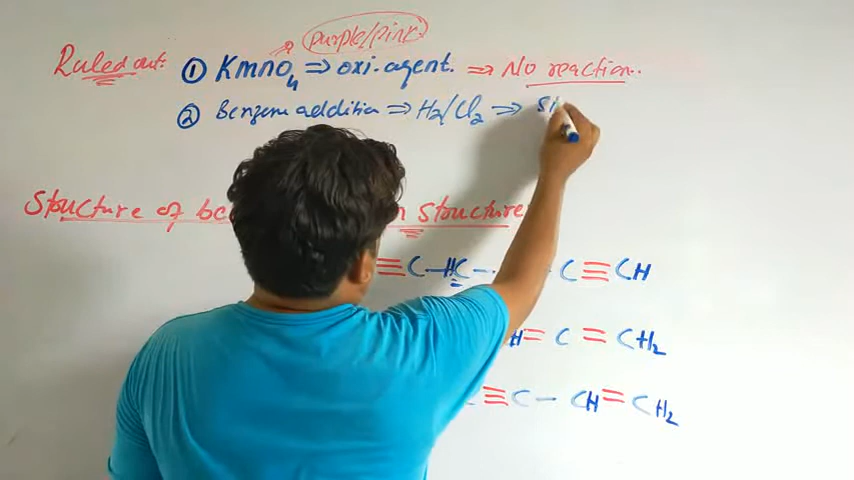 purple/pink
Ruled out: ① Kmno4 ⇒ oxi. agent. ⇒ No reaction.
② Benzene addition ⇒ H2/Cl2 ⇒
Structure of structure
≡ C – HC – C ≡ CH
H = C = CH2
≡ C – CH = CH2